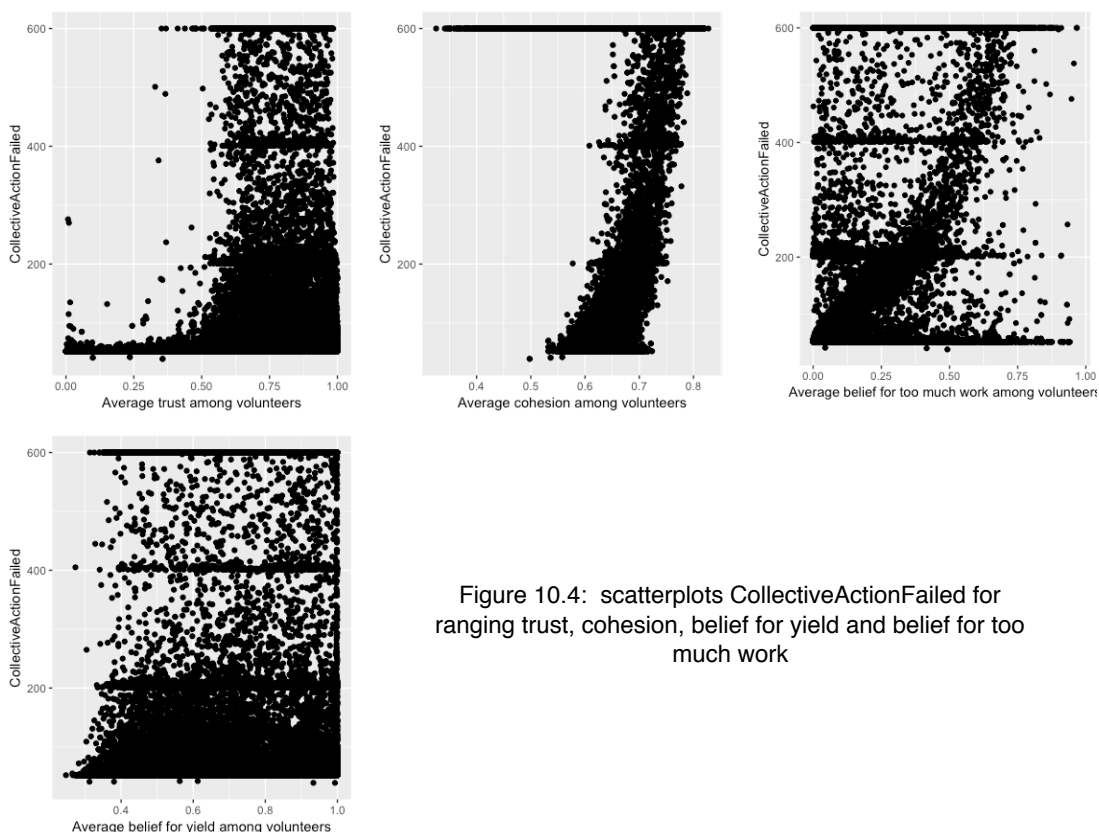 600
400
200
CollectiveActionFailed
0.00 0.25 0.50 0.75 1.00
Average trust among volunteers
600
400
200
CollectiveActionFailed
0.4 0.5 0.6 0.7 0.8
Average cohesion among volunteers
600
400
200
CollectiveActionFailed
0.00 0.25 0.50 0.75 1.00
Average belief for too much work among volunteers
600
400
200
CollectiveActionFailed
0.4 0.6 0.8 1.0
Average belief for yield among volunteers
Figure 10.4: scatterplots CollectiveActionFailed for
ranging trust, cohesion, belief for yield and belief for too
much work